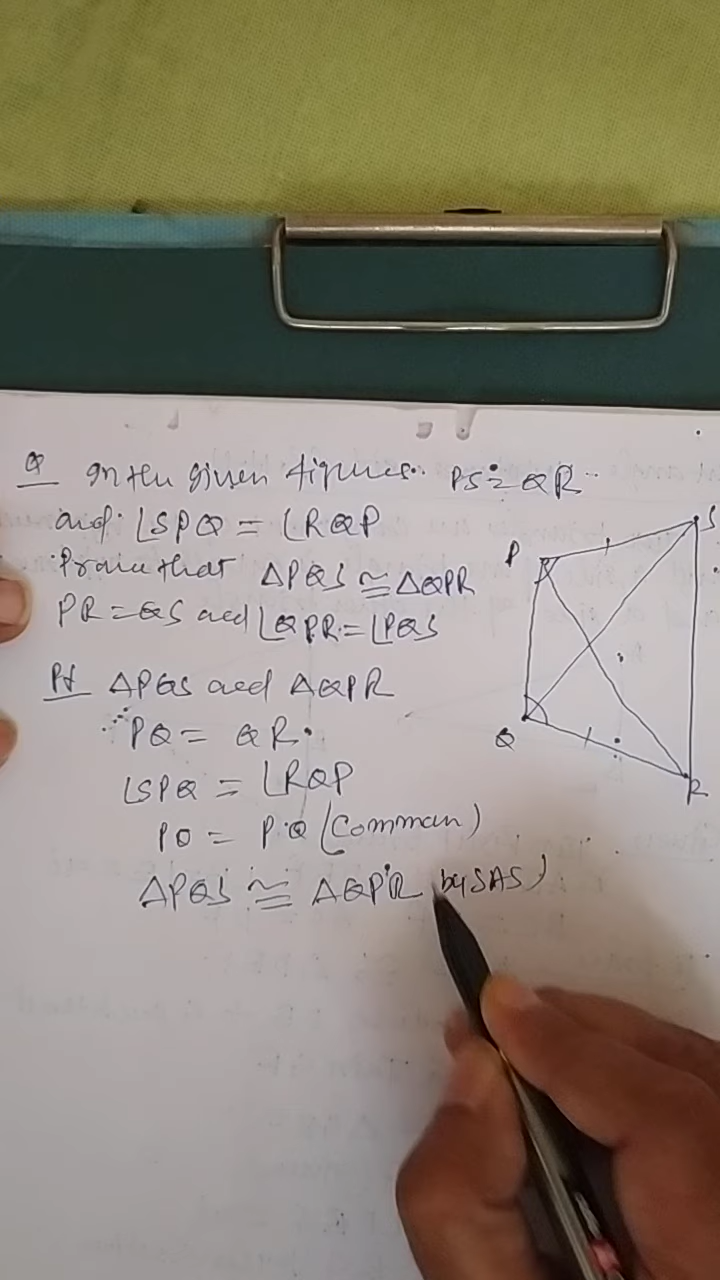 Q In the given figure. PS = QR
and ∠SPQ = ∠RQP
Prove that ΔPQS ≅ ΔQPR
PR = QS and ∠QPR = ∠PQS
Pf ΔPQS and ΔQPR
PQ = QR
∠SPQ = ∠RQP
PQ = PQ (Comman)
ΔPQS ≅ ΔQPR by SAS)
P
S
Q
R